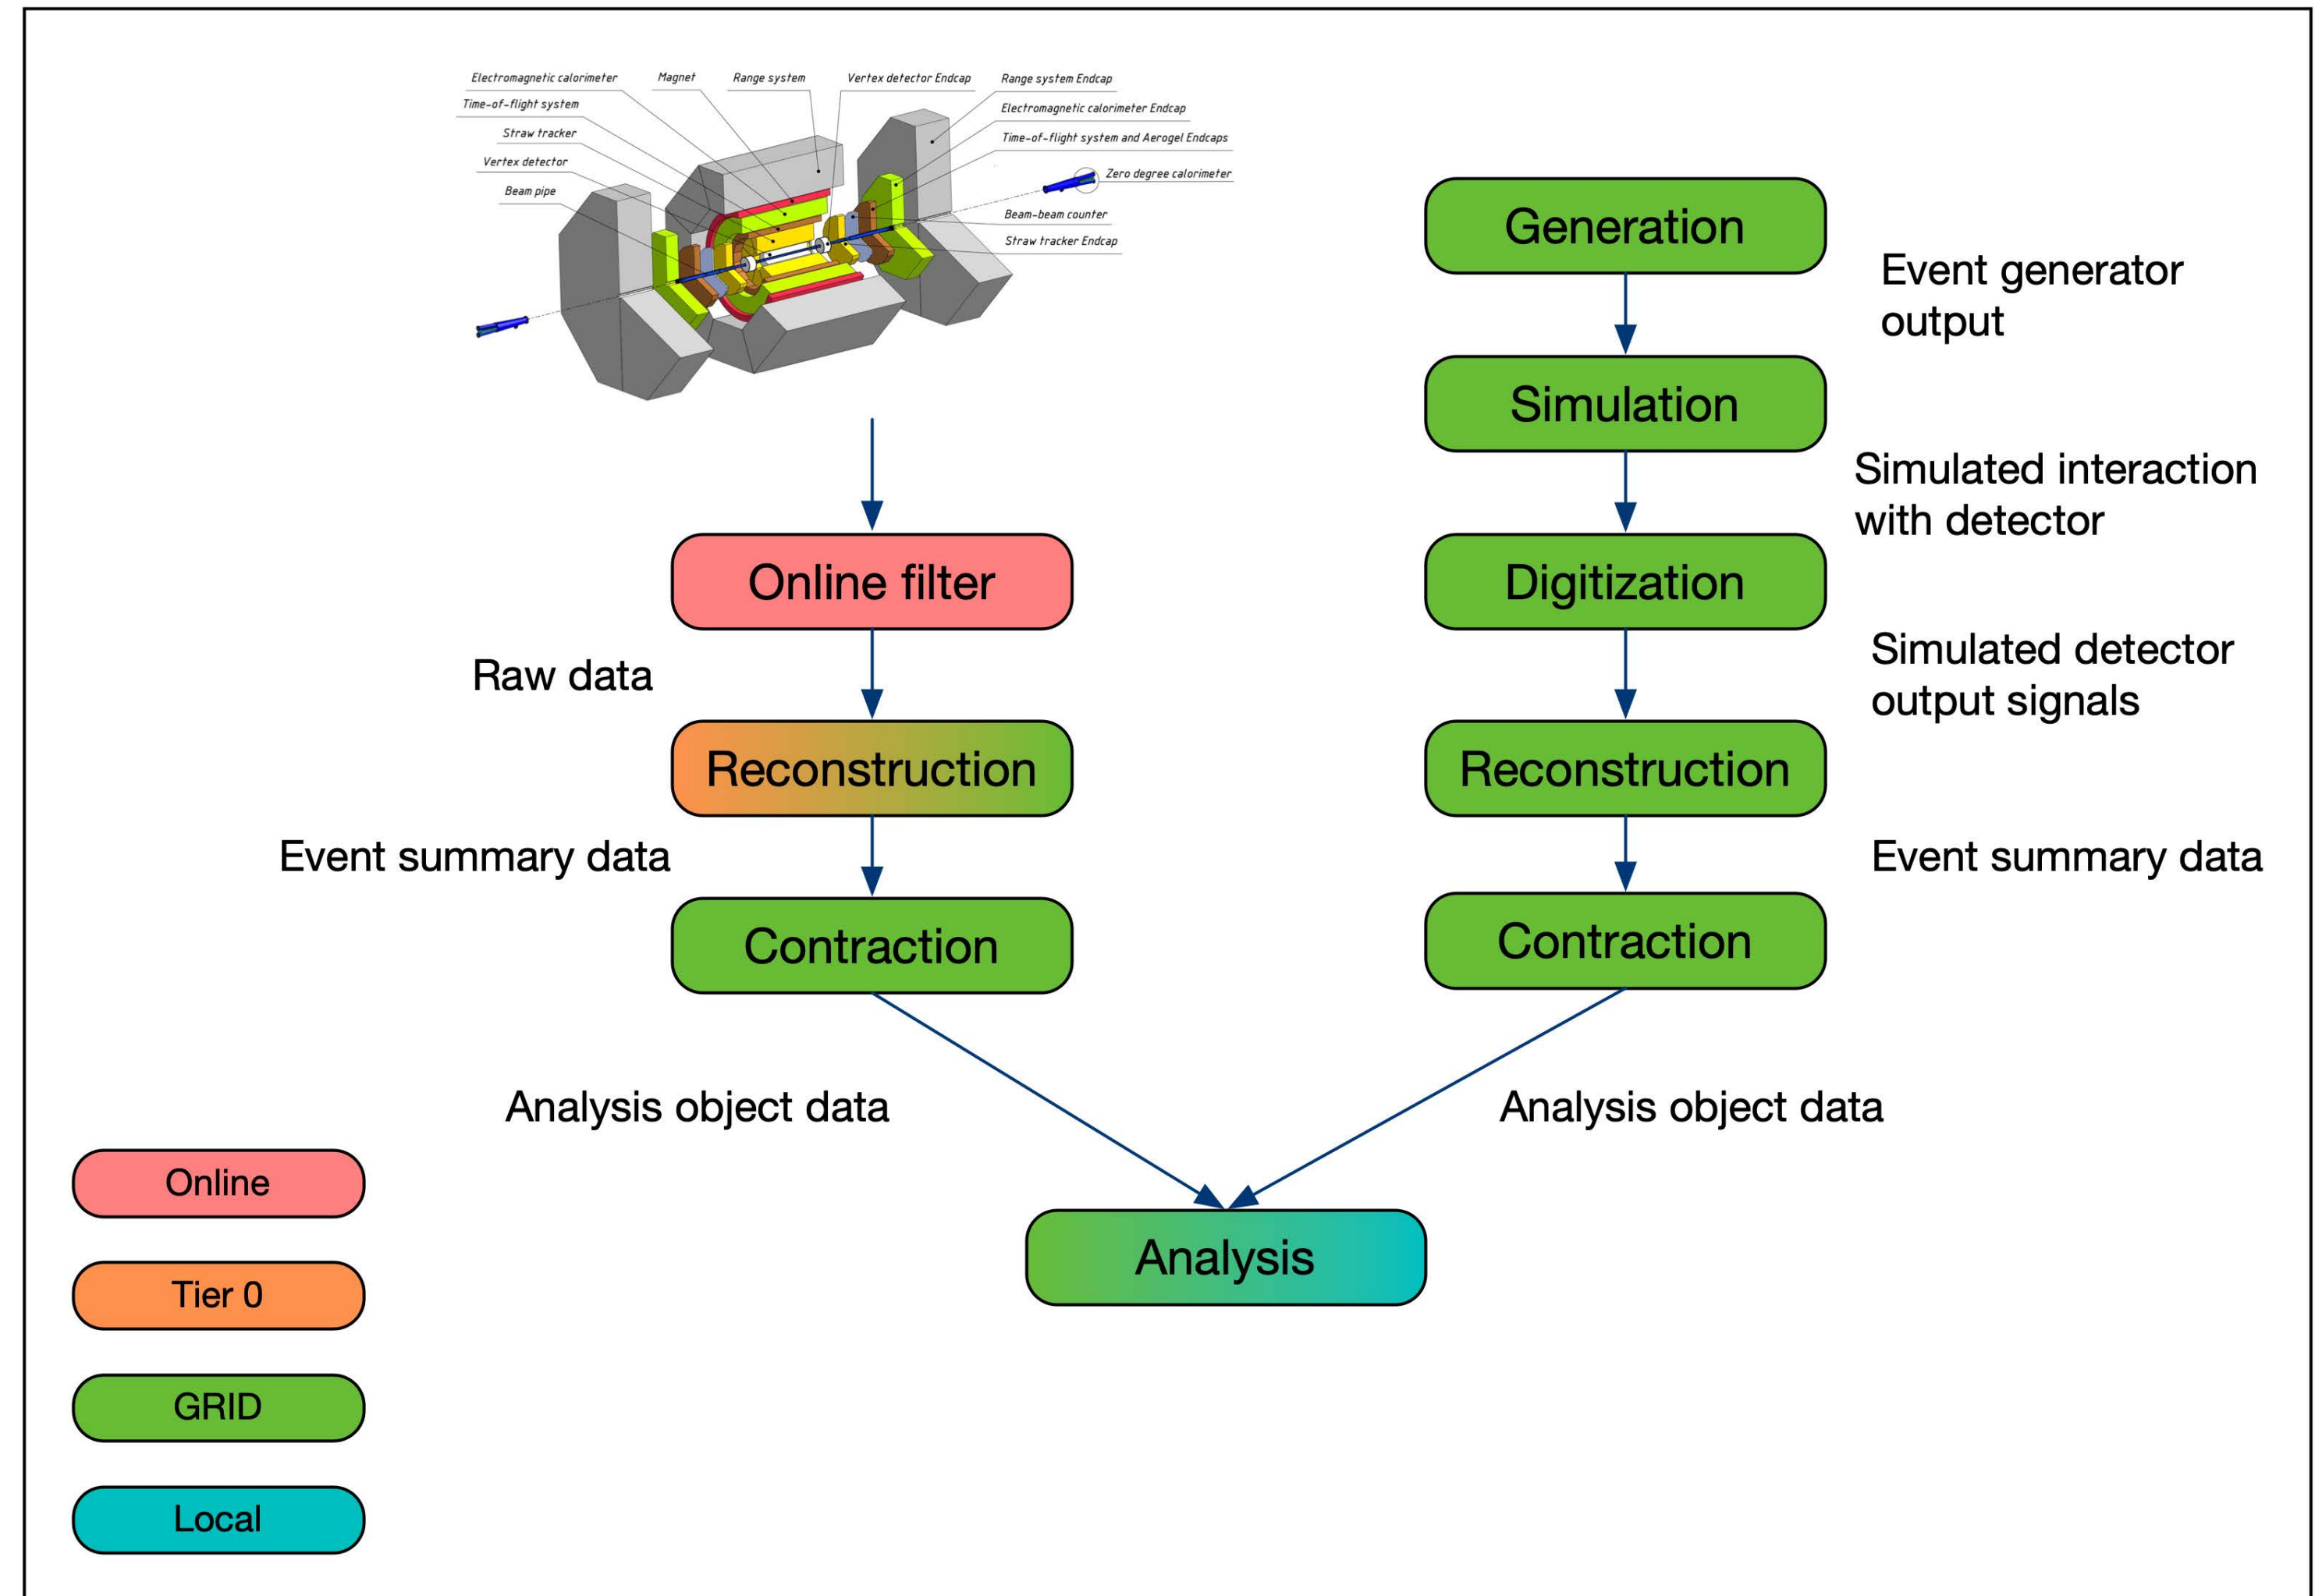 Electromagnetic calorimeter
Magnet
Range system
Vertex detector Endcap
Range system Endcap
Time-of-flight system
Electromagnetic calorimeter Endcap
Straw tracker
Time-of-flight system and Aerogel Endcaps
Vertex detector
Zero degree calorimeter
Beam pipe
Beam-beam counter
Straw tracker Endcap
Generation
Event generator
output
Simulation
Simulated interaction
with detector
Online filter
Digitization
Raw data
Simulated detector
output signals
Reconstruction
Reconstruction
Event summary data
Event summary data
Contraction
Contraction
Analysis object data
Analysis object data
Analysis
Online
Tier 0
GRID
Local